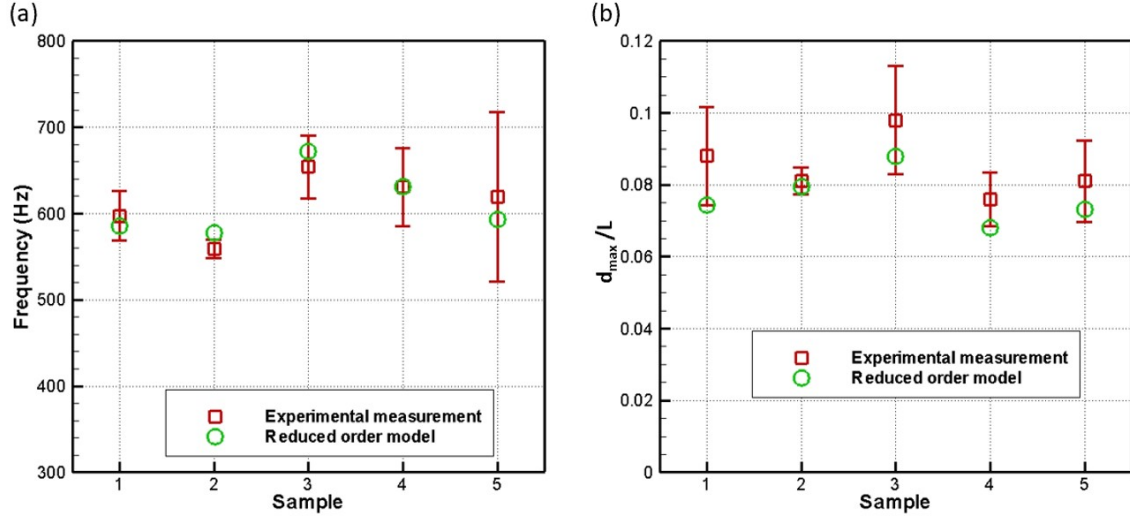 (a)
800
700
600
500
400
300
Frequency (Hz)
Experimental measurement
Reduced order model
1 2 3 4 5
Sample
(b)
0.12
0.1
0.08
0.06
0.04
0.02
0
dmax /L
Experimental measurement
Reduced order model
1 2 3 4 5
Sample